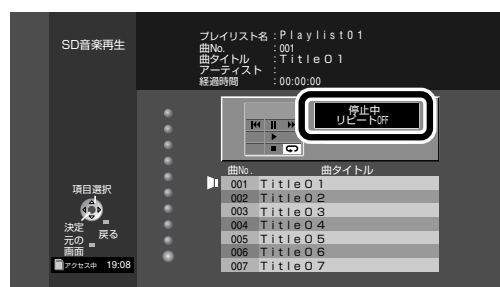 SD音楽再生
プレイリスト名 : Playlist01
曲No. : 001
曲タイトル : Title01
アーティスト :
経過時間 : 00:00:00
停止中
リピートOFF
曲No. 曲タイトル
001 Title01
002 Title02
003 Title03
004 Title04
005 Title05
006 Title06
007 Title07
項目選択
決定
戻る
元の
画面
アクセス中 19:08